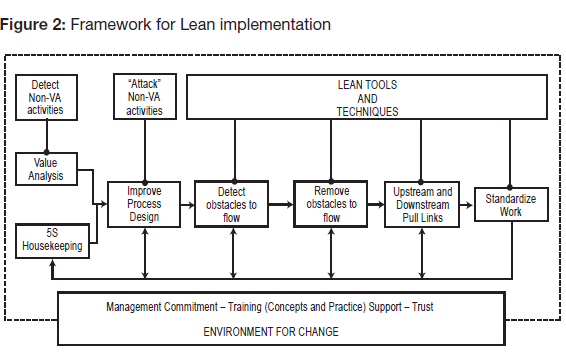 Figure 2: Framework for Lean implementation
Detect
Non-VA
activities
“Attack”
Non-VA
activities
LEAN TOOLS
AND
TECHNIQUES
Value
Analysis
Improve
Process
Design
Detect
obstacles to
flow
Remove
obstacles to
flow
Upstream and
Downstream
Pull Links
Standardize
Work
5S
Housekeeping
Management Commitment – Training (Concepts and Practice) Support – Trust
ENVIRONMENT FOR CHANGE